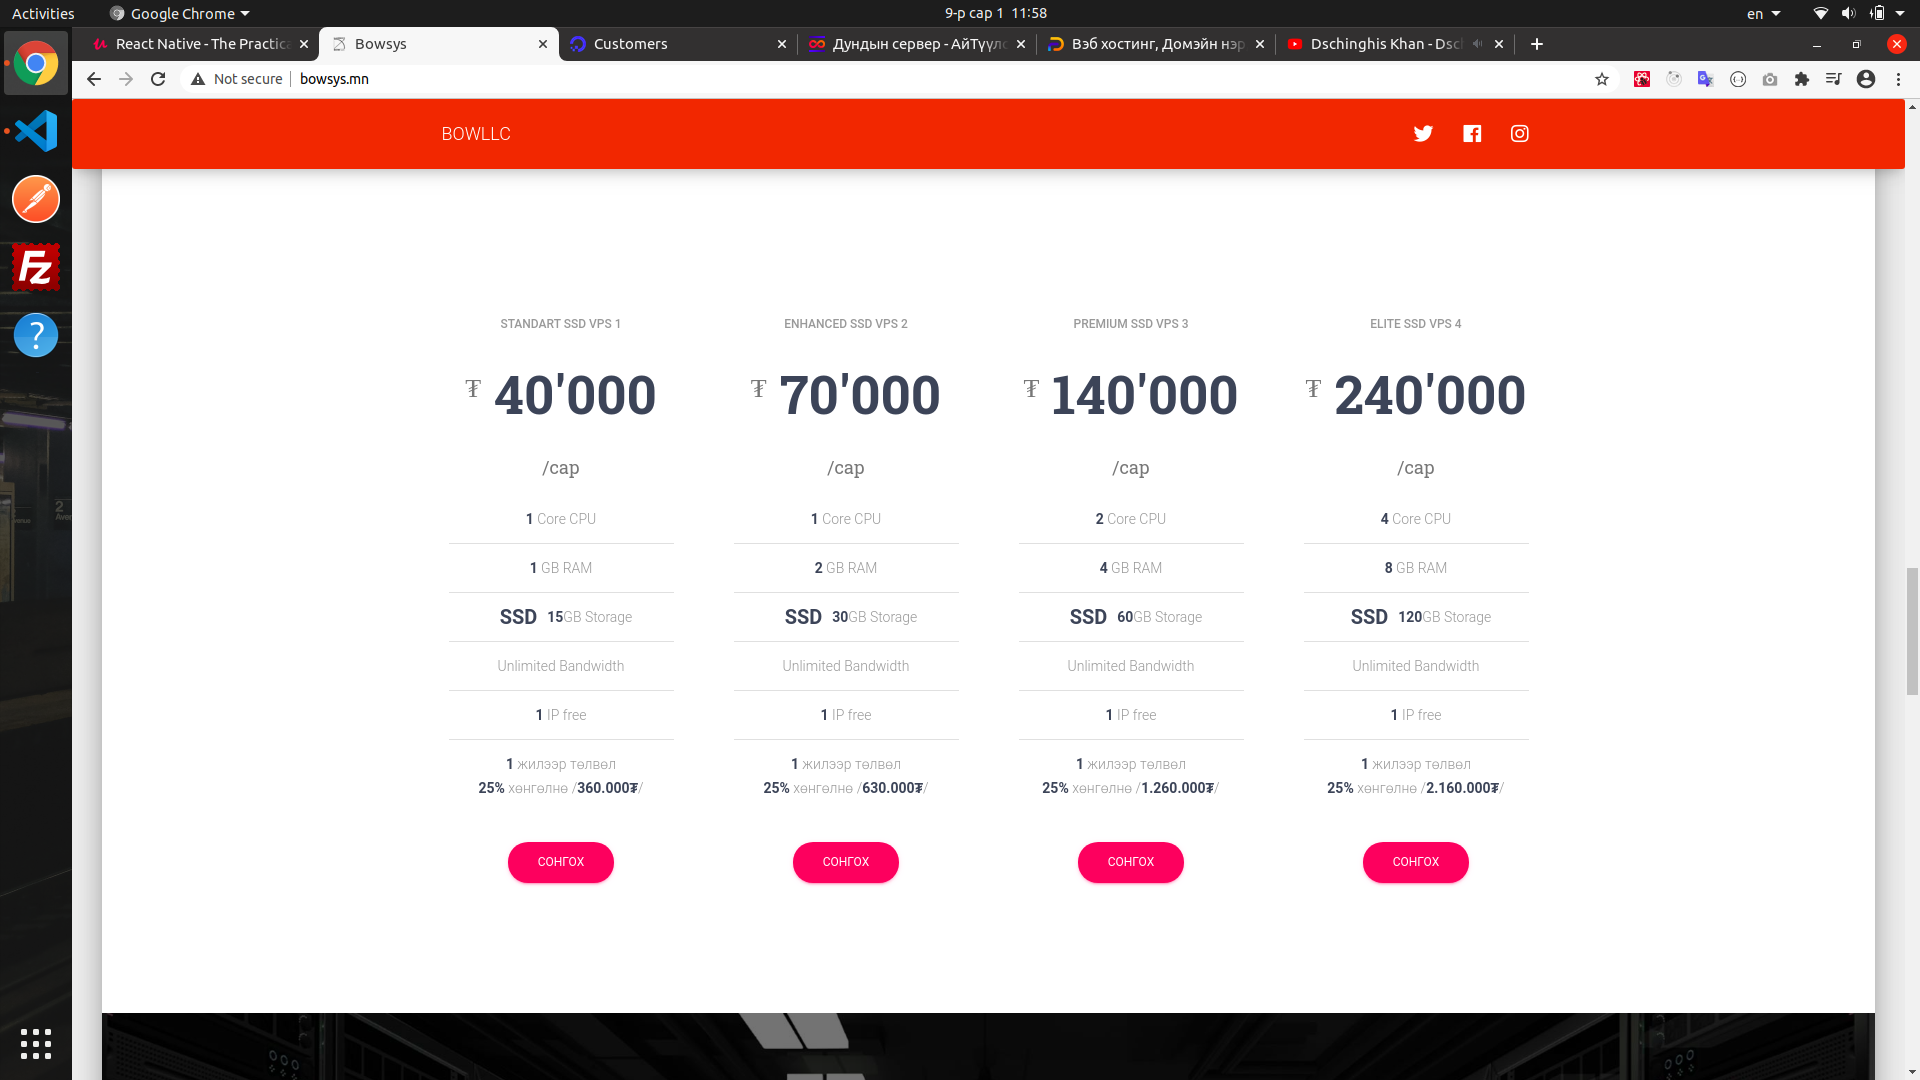 Activities
Google Chrome
9-р сар 1 11:58
en
React Native - The Practica
Bowsys
Customers
Дундын сервер - АйТүүлс
Вэб хостинг, Домэйн нэр
Dschinghis Khan - Dsch
Not secure
bowsys.mn
BOWLLC
STANDART SSD VPS 1
₮ 40'000
/сар
1 Core CPU
1 GB RAM
SSD 15GB Storage
Unlimited Bandwidth
1 IP free
1 жилээр төлвөл
25% хөнгөлнө /360.000₮/
СОНГОХ
ENHANCED SSD VPS 2
₮ 70'000
/сар
1 Core CPU
2 GB RAM
SSD 30GB Storage
Unlimited Bandwidth
1 IP free
1 жилээр төлвөл
25% хөнгөлнө /630.000₮/
СОНГОХ
PREMIUM SSD VPS 3
₮ 140'000
/сар
2 Core CPU
4 GB RAM
SSD 60GB Storage
Unlimited Bandwidth
1 IP free
1 жилээр төлвөл
25% хөнгөлнө /1.260.000₮/
СОНГОХ
ELITE SSD VPS 4
₮ 240'000
/сар
4 Core CPU
8 GB RAM
SSD 120GB Storage
Unlimited Bandwidth
1 IP free
1 жилээр төлвөл
25% хөнгөлнө /2.160.000₮/
СОНГОХ